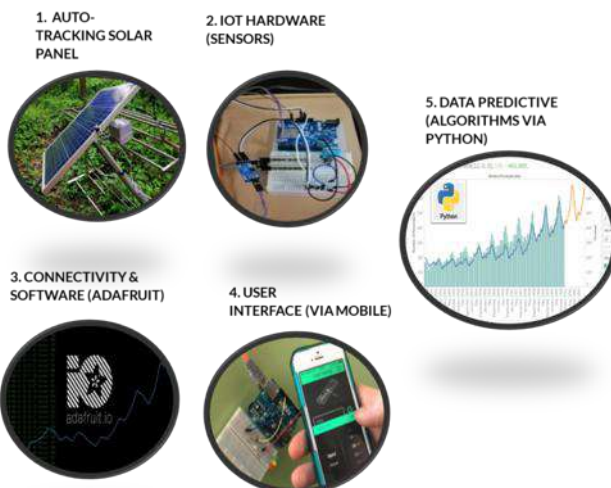 1. AUTO-
TRACKING SOLAR
PANEL
2. IOT HARDWARE
(SENSORS)
5. DATA PREDICTIVE
(ALGORITHMS VIA
PYTHON)
Python
3. CONNECTIVITY &
SOFTWARE (ADAFRUIT)
4. USER
INTERFACE (VIA MOBILE)
adafruit.io